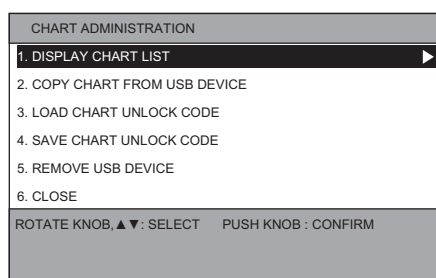 CHART ADMINISTRATION
1. DISPLAY CHART LIST
2. COPY CHART FROM USB DEVICE
3. LOAD CHART UNLOCK CODE
4. SAVE CHART UNLOCK CODE
5. REMOVE USB DEVICE
6. CLOSE
ROTATE KNOB,▲▼: SELECT PUSH KNOB : CONFIRM